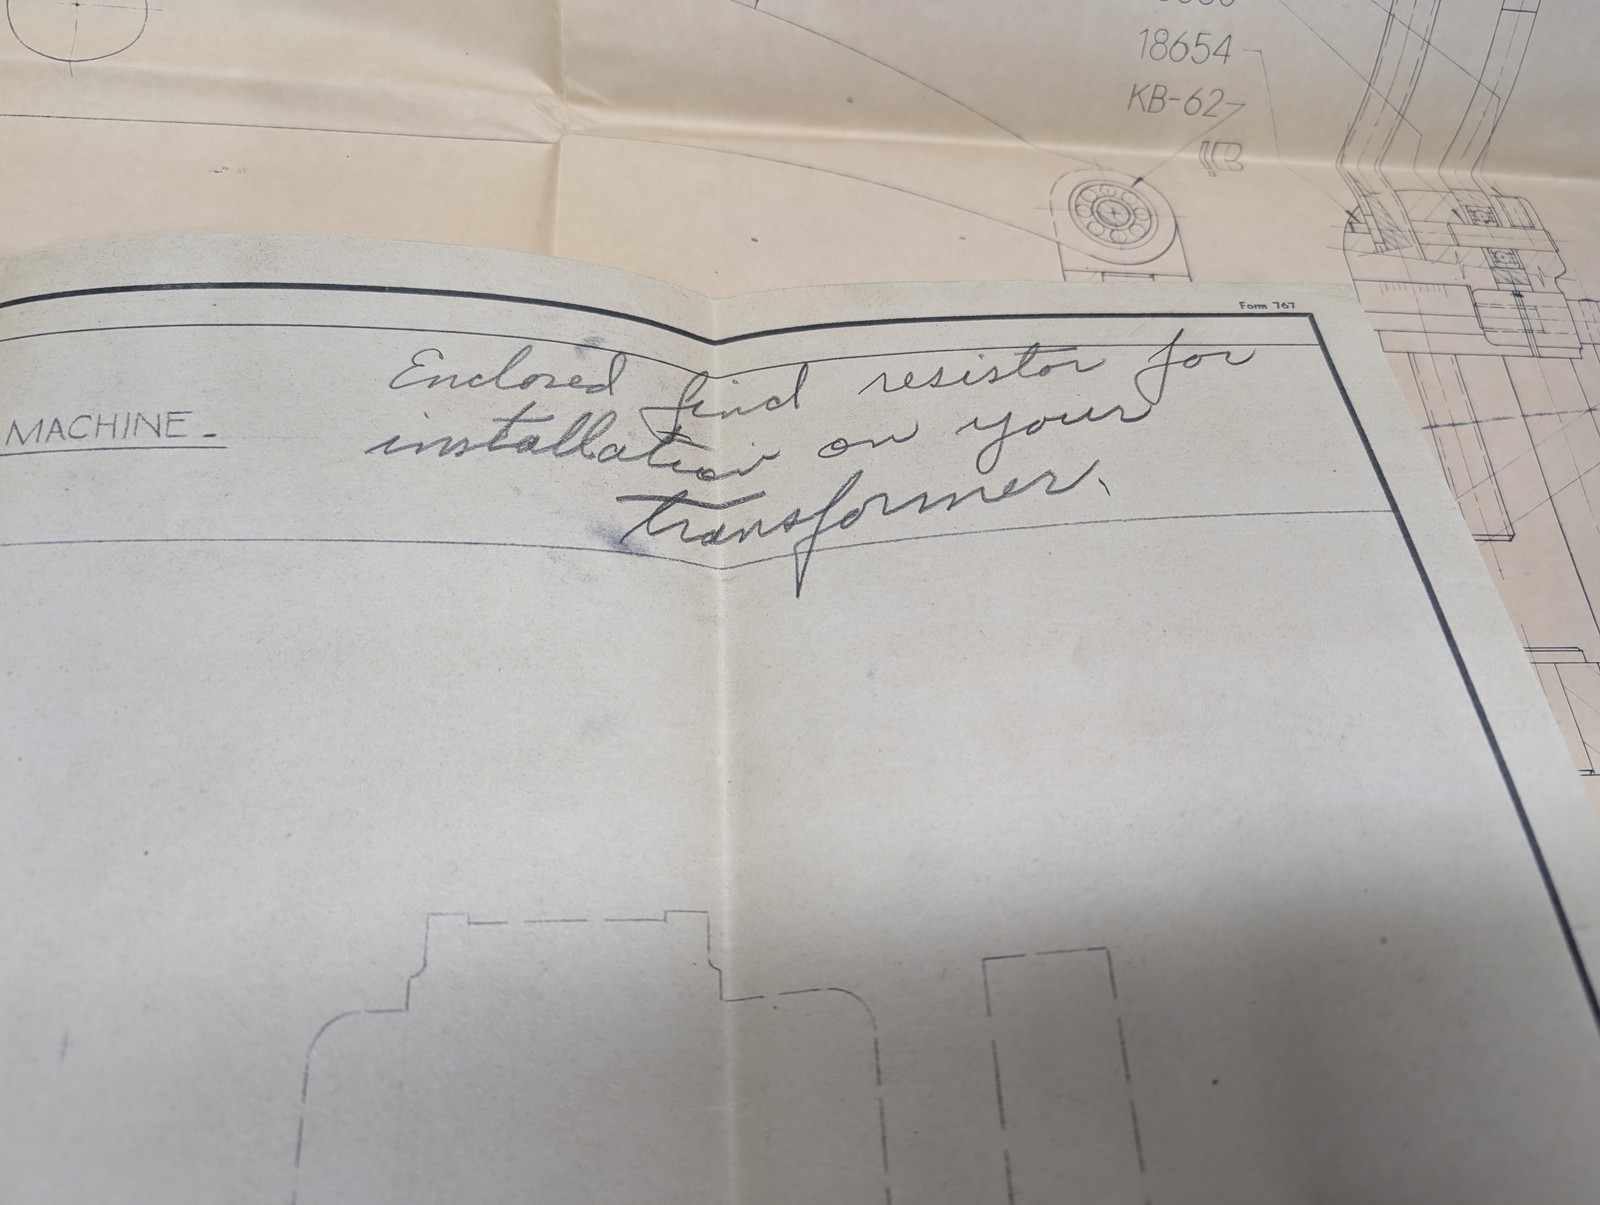 18654
KB-62
Form 767
MACHINE -
Enclosed find resistor for
installation on your
transformer.